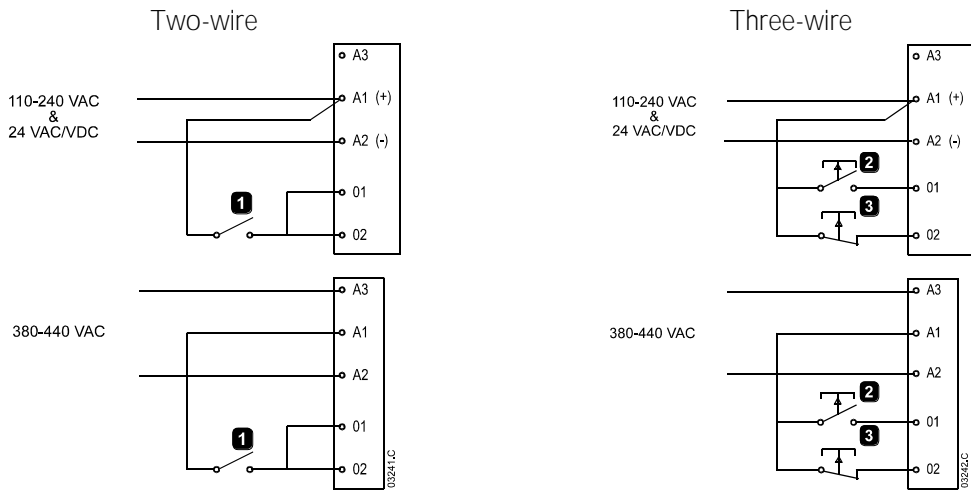 Two-wire
A3
A1 (+)
110-240 VAC
&
24 VAC/VDC
A2 (-)
01
1
02
A3
380-440 VAC
A1
A2
01
1
02
03241.C
Three-wire
A3
A1 (+)
110-240 VAC
&
24 VAC/VDC
A2 (-)
2
01
3
02
A3
380-440 VAC
A1
A2
2
01
3
02
03242.C